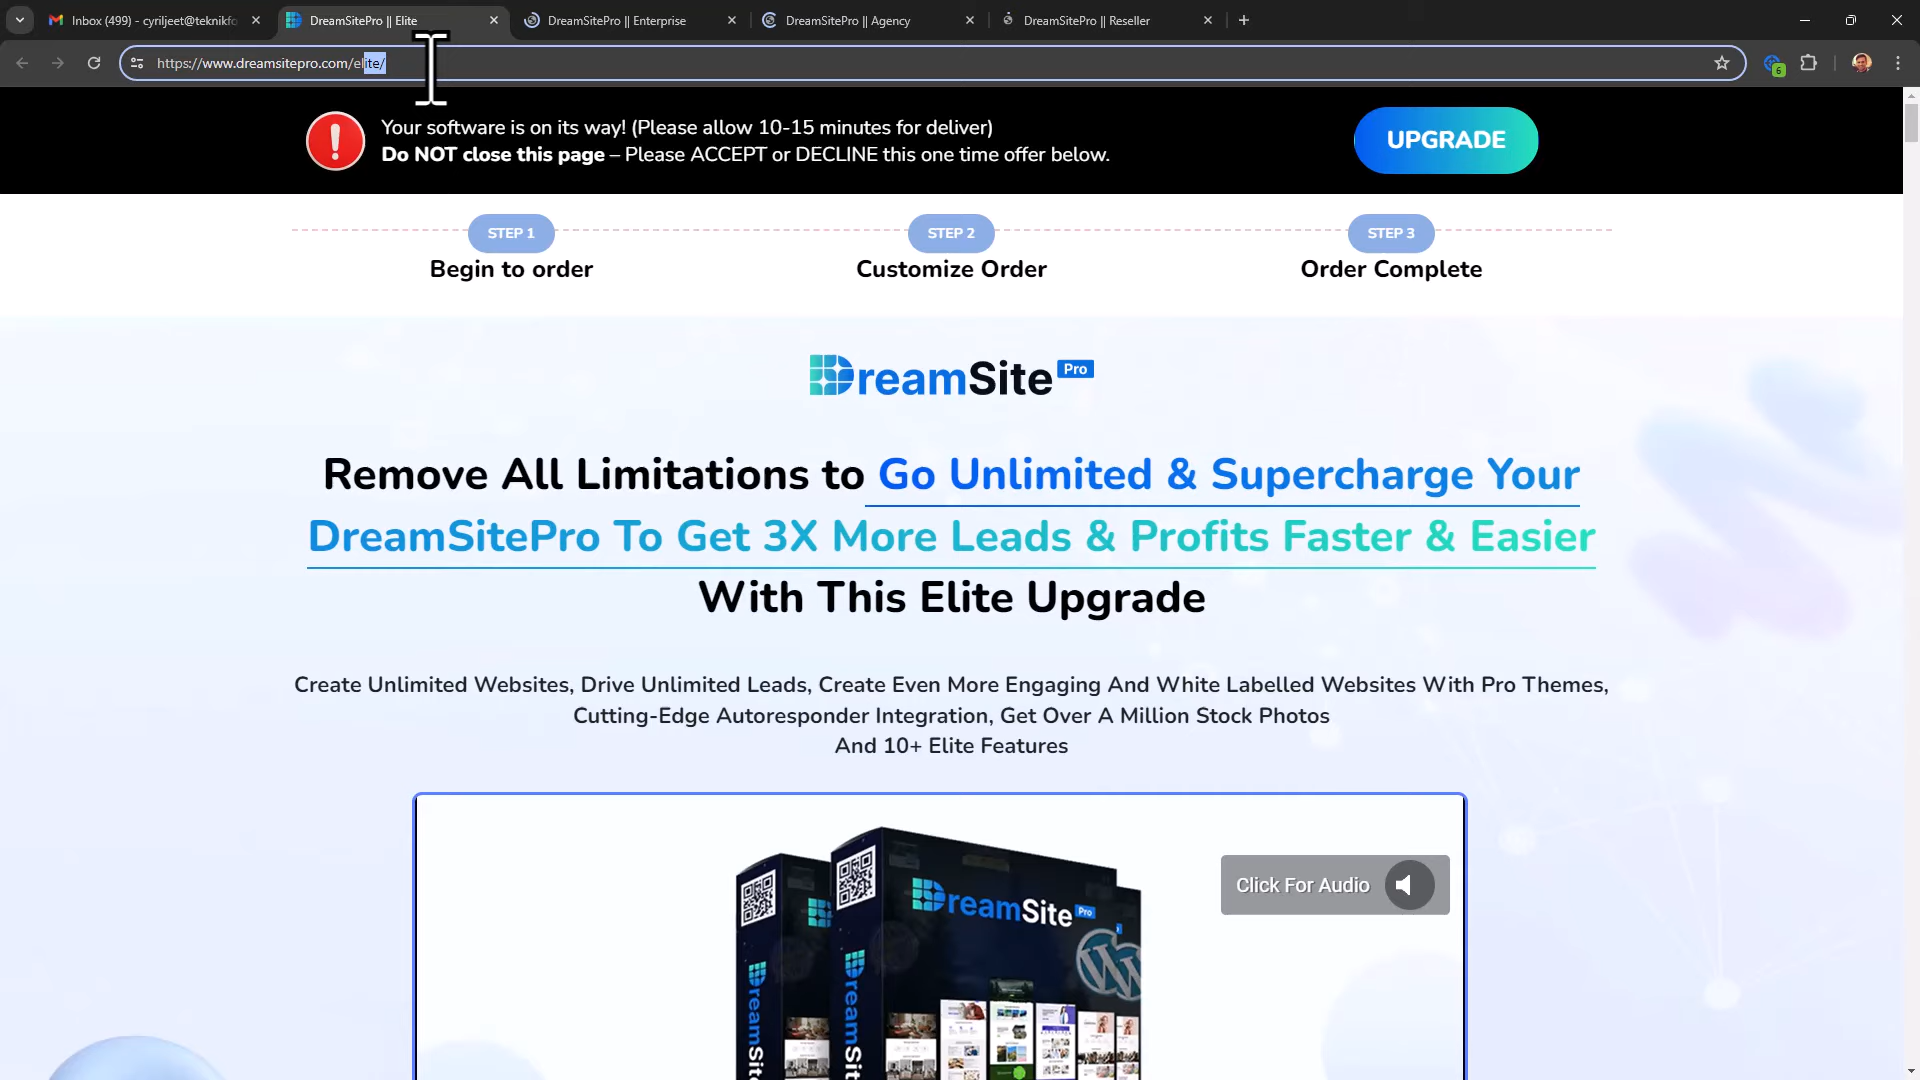 Inbox (499) - cyriljeet@teknikfo
DreamSitePro || Elite
DreamSitePro || Enterprise
DreamSitePro || Agency
DreamSitePro || Reseller
https://www.dreamsitepro.com/elite/
6
Your software is on its way! (Please allow 10-15 minutes for deliver)
Do NOT close this page – Please ACCEPT or DECLINE this one time offer below.
UPGRADE
STEP 1
STEP 2
STEP 3
Begin to order
Customize Order
Order Complete
DreamSite Pro
Remove All Limitations to Go Unlimited & Supercharge Your
DreamSitePro To Get 3X More Leads & Profits Faster & Easier
With This Elite Upgrade
Create Unlimited Websites, Drive Unlimited Leads, Create Even More Engaging And White Labelled Websites With Pro Themes,
Cutting-Edge Autoresponder Integration, Get Over A Million Stock Photos
And 10+ Elite Features
Click For Audio
DreamSite Pro
DreamSit
DreamSit